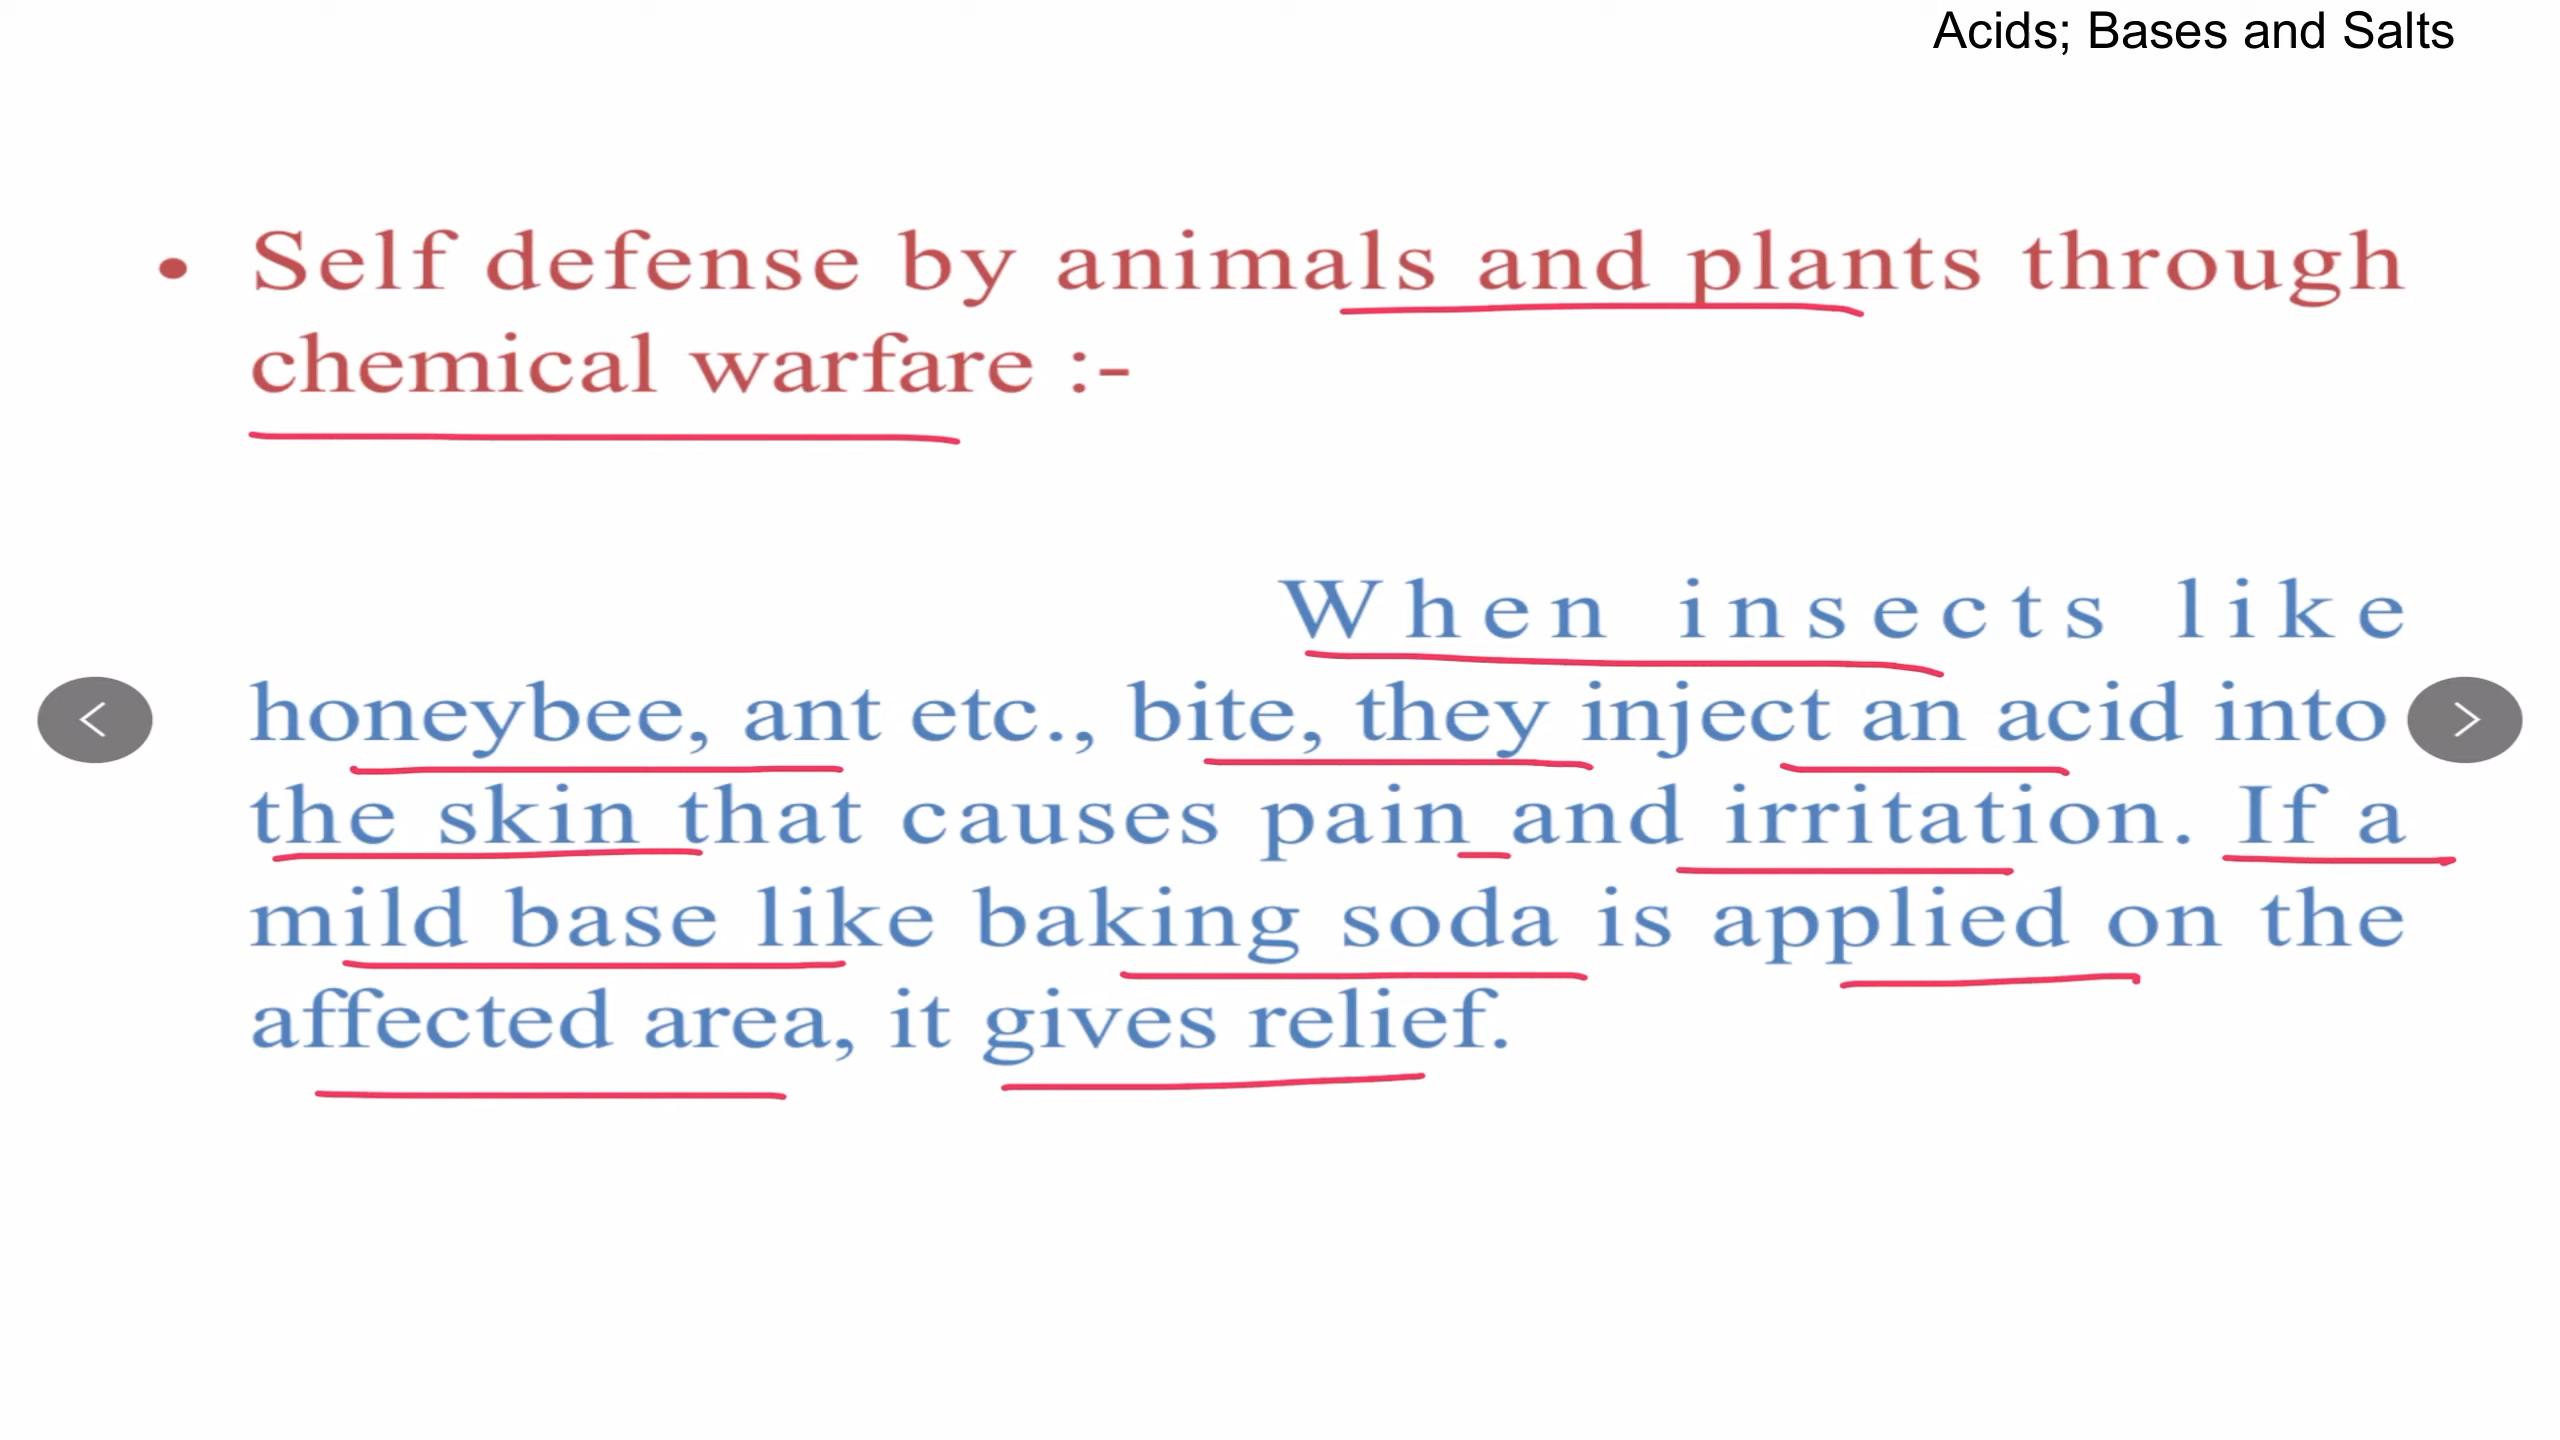 Acids; Bases and Salts
• Self defense by animals and plants through
chemical warfare :-
When insects like
honeybee, ant etc., bite, they inject an acid into
the skin that causes pain and irritation. If a
mild base like baking soda is applied on the
affected area, it gives relief.